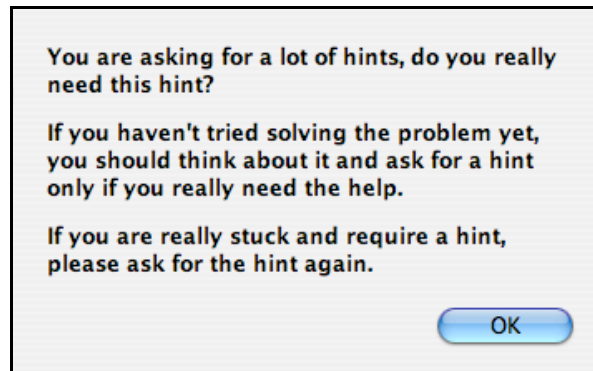 You are asking for a lot of hints, do you really
need this hint?
If you haven't tried solving the problem yet,
you should think about it and ask for a hint
only if you really need the help.
If you are really stuck and require a hint,
please ask for the hint again.
OK